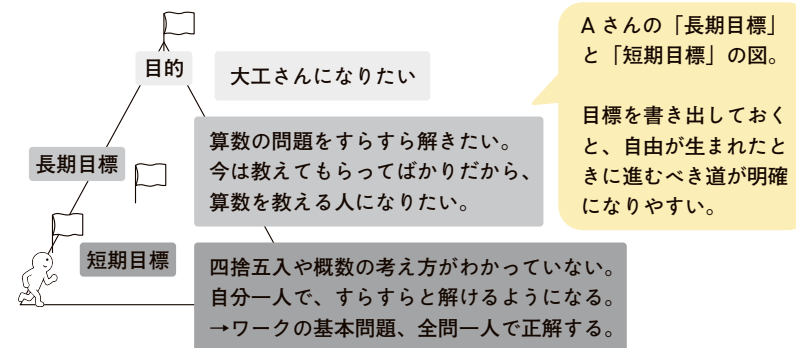 目的
大工さんになりたい
長期目標
算数の問題をすらすら解きたい。
今は教えてもらってばかりだから、
算数を教える人になりたい。
短期目標
四捨五入や概数の考え方がわかっていない。
自分一人で、すらすらと解けるようになる。
→ワークの基本問題、全問一人で正解する。
Aさんの「長期目標」
と「短期目標」の図。
目標を書き出しておく
と、自由が生まれたと
きに進むべき道が明確
になりやすい。